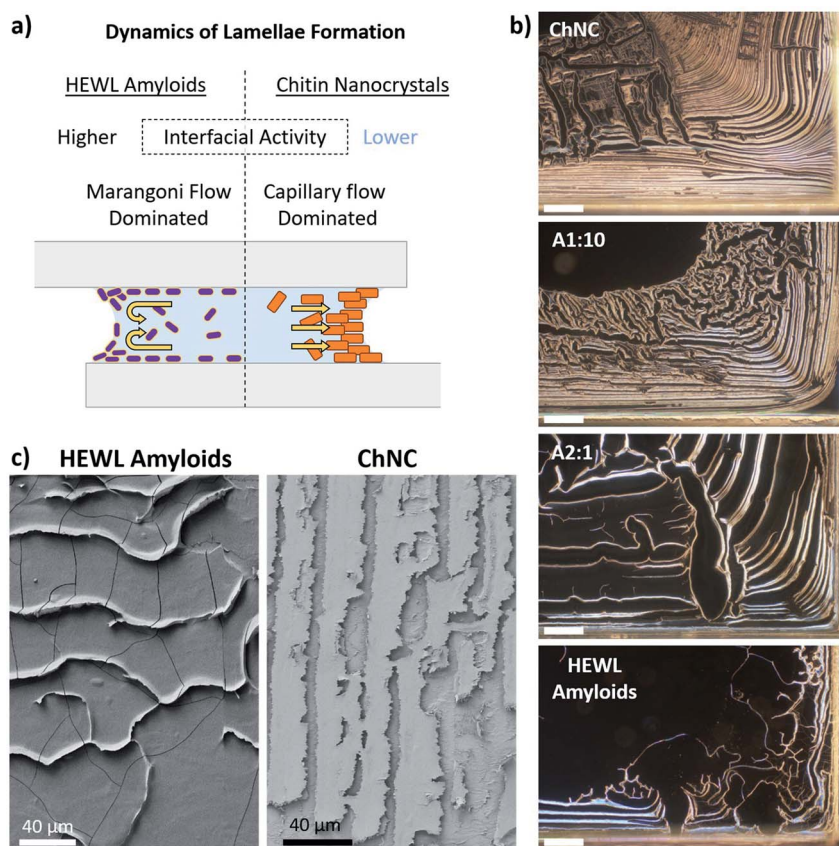 a)
Dynamics of Lamellae Formation
HEWL Amyloids
Chitin Nanocrystals
Higher
Interfacial Activity
Lower
Marangoni Flow
Dominated
Capillary flow
Dominated
b)
ChNC
A1:10
A2:1
HEWL
Amyloids
c)
HEWL Amyloids
ChNC
40 µm
40 µm